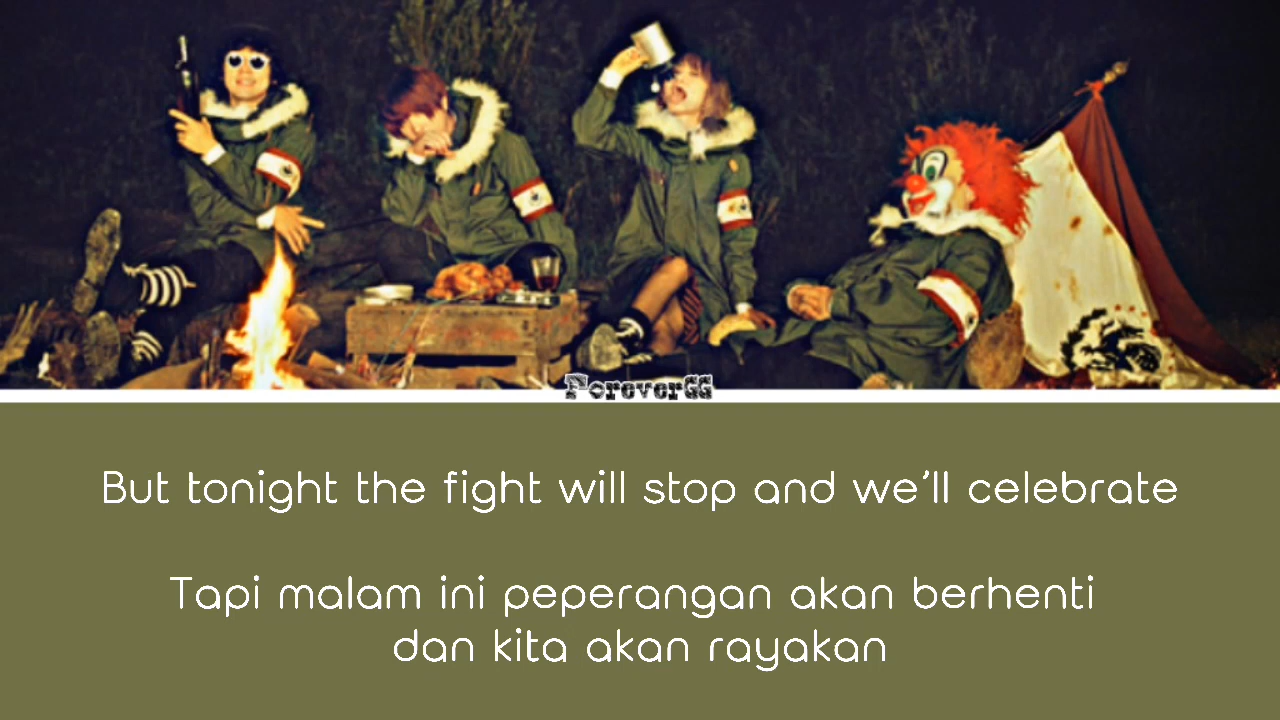 ForeverGG
But tonight the fight will stop and we'll celebrate
Tapi malam ini peperangan akan berhenti
dan kita akan rayakan